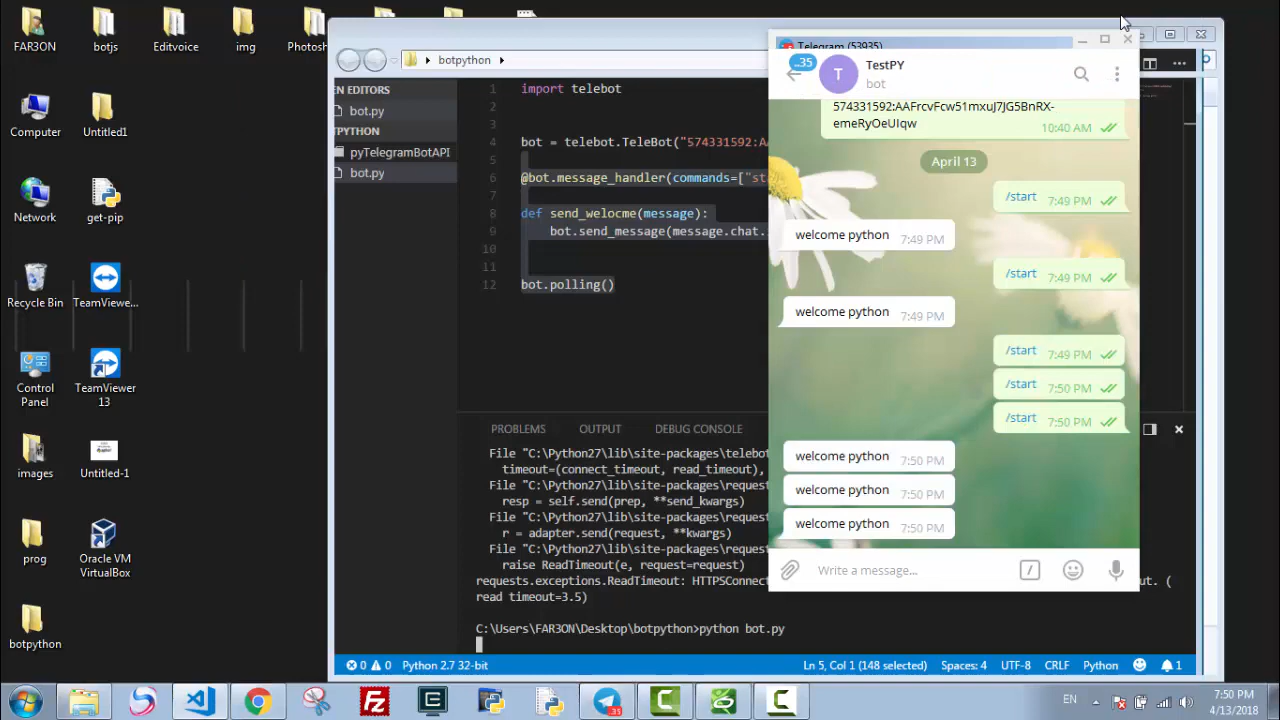 FAR3ON
botjs
Editvoice
img
Photosh
Computer
Untitled1
Network
get-pip
Recycle Bin
TeamViewe...
Control
Panel
TeamViewer
13
images
Untitled-1
prog
Oracle VM
VirtualBox
botpython
botpython
EN EDITORS
bot.py
TPYTHON
pyTelegramBotAPI
bot.py
1 import telebot
2
3
4 bot = telebot.TeleBot("574331592:A
5
6 @bot.message_handler(commands=["st
7
8 def send_welocme(message):
9 bot.send_message(message.chat.
10
11
12 bot.polling()
PROBLEMS
OUTPUT
DEBUG CONSOLE
File "C:\Python27\lib\site-packages\telebot
timeout=(connect_timeout, read_timeout),
File "C:\Python27\lib\site-packages\request
resp = self.send(prep, **send_kwargs)
File "C:\Python27\lib\site-packages\request
r = adapter.send(request, **kwargs)
File "C:\Python27\lib\site-packages\request
raise ReadTimeout(e, request=request)
requests.exceptions.ReadTimeout: HTTPSConnect
ut. (
read timeout=3.5)
C:\Users\FAR3ON\Desktop\botpython>python bot.py
Telegram (53935)
..35
T
TestPY
bot
574331592:AAFrcvFcw51mxuJ7JG5BnRX-
emeRyOeUIqw
10:40 AM
April 13
/start 7:49 PM
welcome python 7:49 PM
/start 7:49 PM
welcome python 7:49 PM
/start 7:49 PM
/start 7:50 PM
/start 7:50 PM
welcome python 7:50 PM
welcome python 7:50 PM
welcome python 7:50 PM
Write a message...
0 0 Python 2.7 32-bit
Ln 5, Col 1 (148 selected)
Spaces: 4
UTF-8
CRLF
Python
1
EN
7:50 PM
4/13/2018